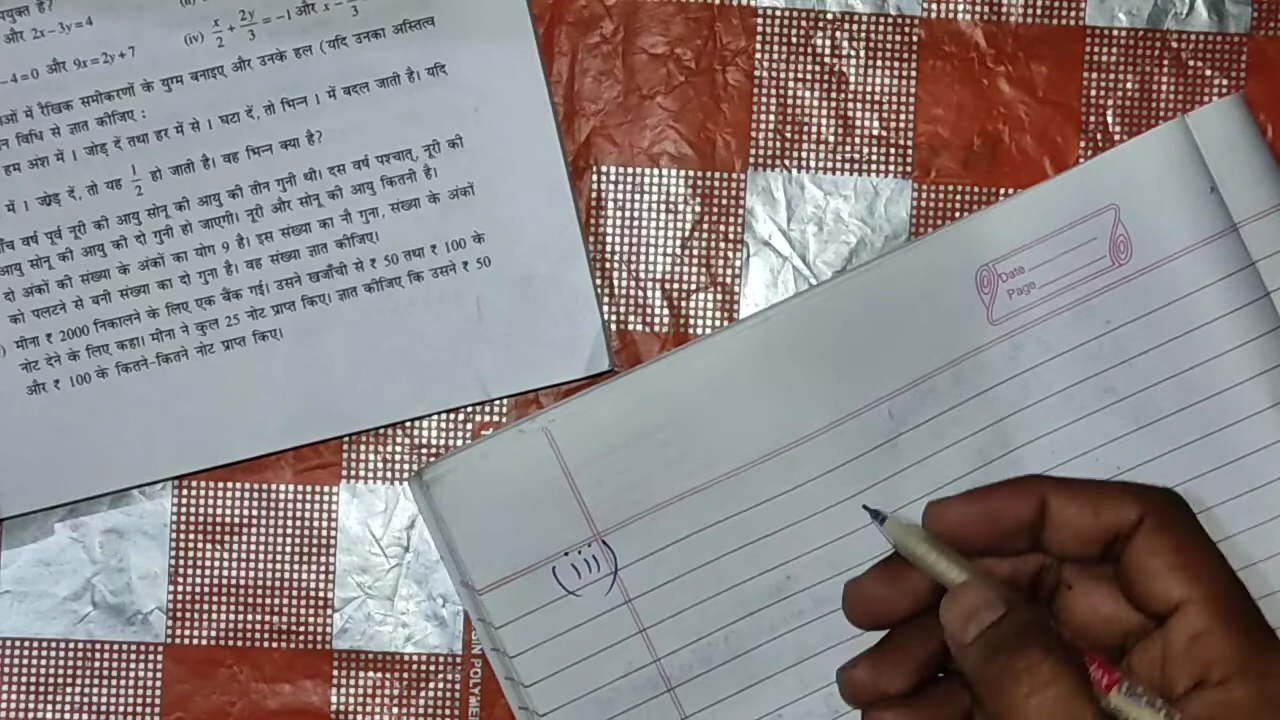 और 2x-3y=4
(iv) x/2 + 2y/3 = -1 और x -
-4=0 और 9x=2y+7
में रैखिक समीकरणों के युग्म बनाइए और उनके हल (यदि उनका अस्तित्व
विधि से ज्ञात कीजिए :
हम अंश में 1 जोड़ दें तथा हर में से 1 घटा दें, तो भिन्न 1 में बदल जाती है। यदि
में 1 जोड़ दें, तो यह 1/2 हो जाती है। वह भिन्न क्या है?
वर्ष पूर्व नूरी की आयु सोनू की आयु की तीन गुनी थी। दस वर्ष पश्चात्, नूरी की
आयु सोनू की आयु की दो गुनी हो जाएगी। नूरी और सोनू की आयु कितनी है।
दो अंकों की संख्या के अंकों का योग 9 है। इस संख्या का नौ गुना, संख्या के अंकों
को पलटने से बनी संख्या का दो गुना है। वह संख्या ज्ञात कीजिए।
) मीना ₹ 2000 निकालने के लिए एक बैंक गई। उसने खजाँची से ₹ 50 तथा ₹ 100 के
नोट देने के लिए कहा। मीना ने कुल 25 नोट प्राप्त किए। ज्ञात कीजिए कि उसने ₹ 50
और ₹ 100 के कितने-कितने नोट प्राप्त किए।
Date
Page
(iii)